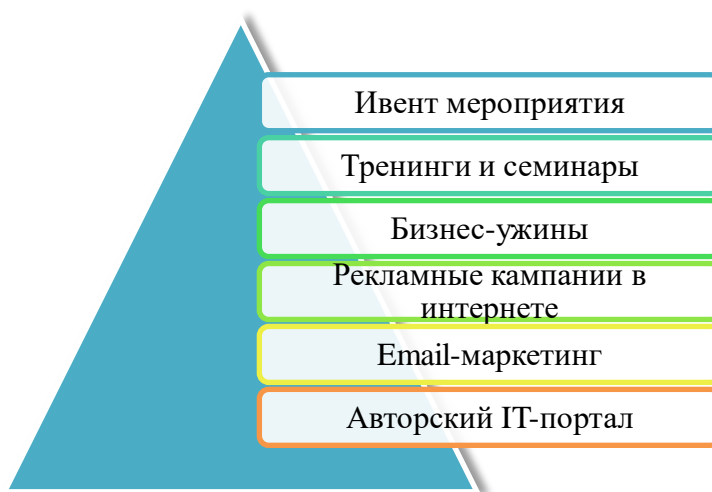 Ивент мероприятия
Тренинги и семинары
Бизнес-ужины
Рекламные кампании в
интернете
Email-маркетинг
Авторский IT-портал